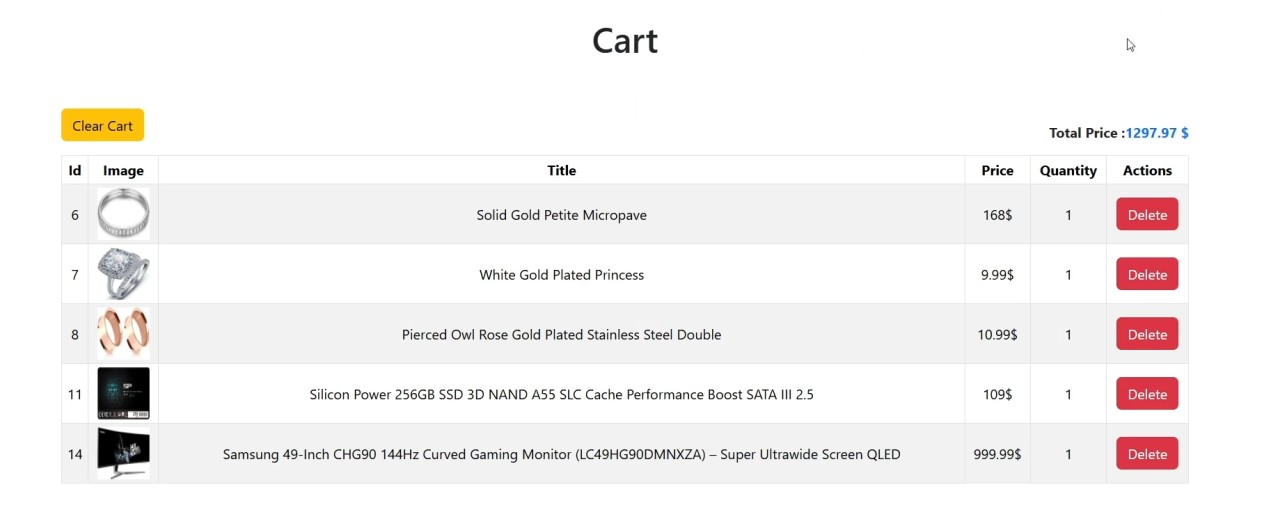 Cart
Clear Cart
Total Price :1297.97 $
Id Image Title Price Quantity Actions
6 Solid Gold Petite Micropave 168$ 1 Delete
7 White Gold Plated Princess 9.99$ 1 Delete
8 Pierced Owl Rose Gold Plated Stainless Steel Double 10.99$ 1 Delete
11 Silicon Power 256GB SSD 3D NAND A55 SLC Cache Performance Boost SATA III 2.5 109$ 1 Delete
14 Samsung 49-Inch CHG90 144Hz Curved Gaming Monitor (LC49HG90DMNXZA) – Super Ultrawide Screen QLED 999.99$ 1 Delete